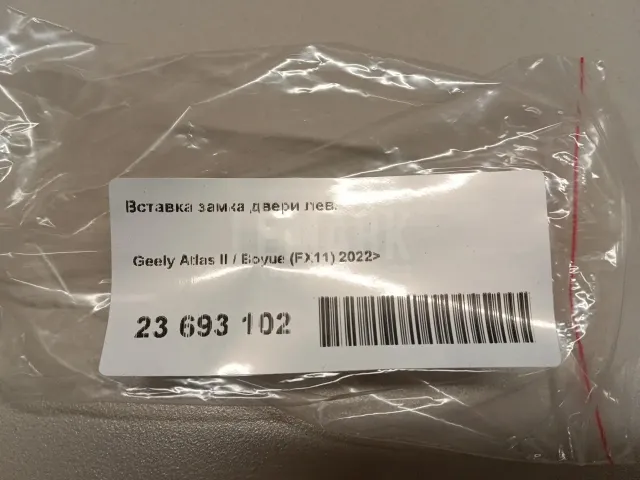 Вставка замка двери лев.
Geely Atlas II / Boyue (FX11) 2022>
23 693 102